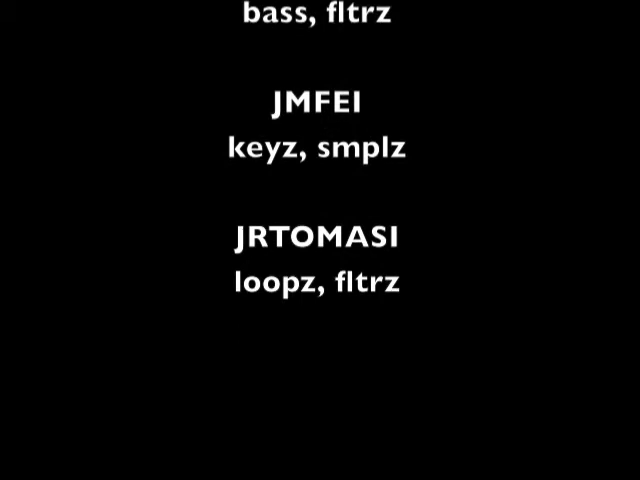 bass, fltrz
JMFEI
keyz, smplz
JRTOMASI
loopz, fltrz